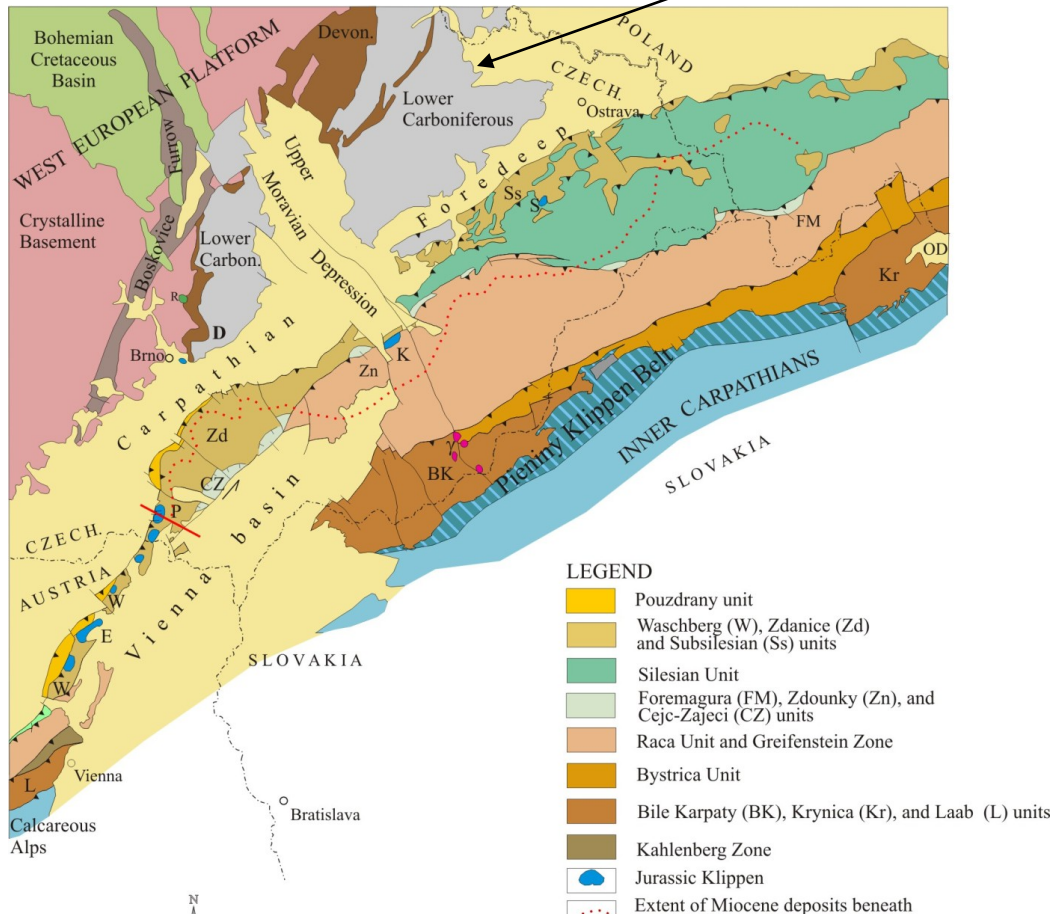 Bohemian
Cretaceous
Basin
WEST EUROPEAN PLATFORM
Devon.
POLAND
CZECH.
Ostrava
Lower
Carboniferous
Furrow
Boskovice
Upper
Moravian
Depression
Foredeep
Carpathian
Ss
S
FM
OD
Kr
Crystalline
Basement
Lower
Carbon.
R
D
Brno
K
Zn
Zd
CZ
P
γ
BK
Pieniny Klippen Belt
INNER CARPATHIANS
SLOVAKIA
CZECH.
AUSTRIA
Vienna basin
W
E
W
SLOVAKIA
L
Vienna
Bratislava
Calcareous
Alps
N
LEGEND
Pouzdrany unit
Waschberg (W), Zdanice (Zd)
and Subsilesian (Ss) units
Silesian Unit
Foremagura (FM), Zdounky (Zn), and
Cejc-Zajeci (CZ) units
Raca Unit and Greifenstein Zone
Bystrica Unit
Bile Karpaty (BK), Krynica (Kr), and Laab (L) units
Kahlenberg Zone
Jurassic Klippen
Extent of Miocene deposits beneath